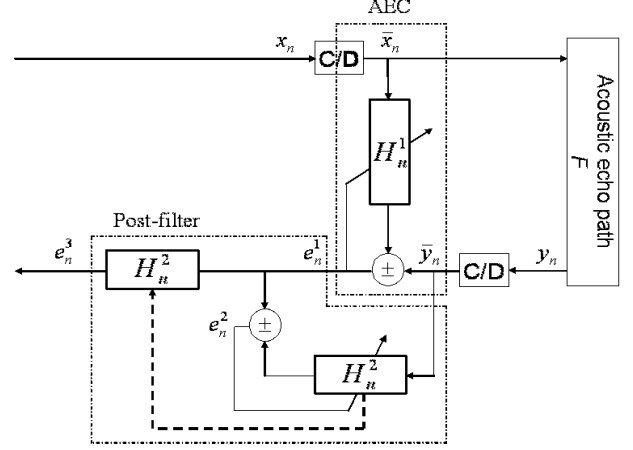 AEC
x_n
C/D
x̄_n
H_n^1
Acoustic echo path
F
Post-filter
e_n^3
H_n^2
e_n^1
±
ȳ_n
C/D
y_n
e_n^2
±
H_n^2